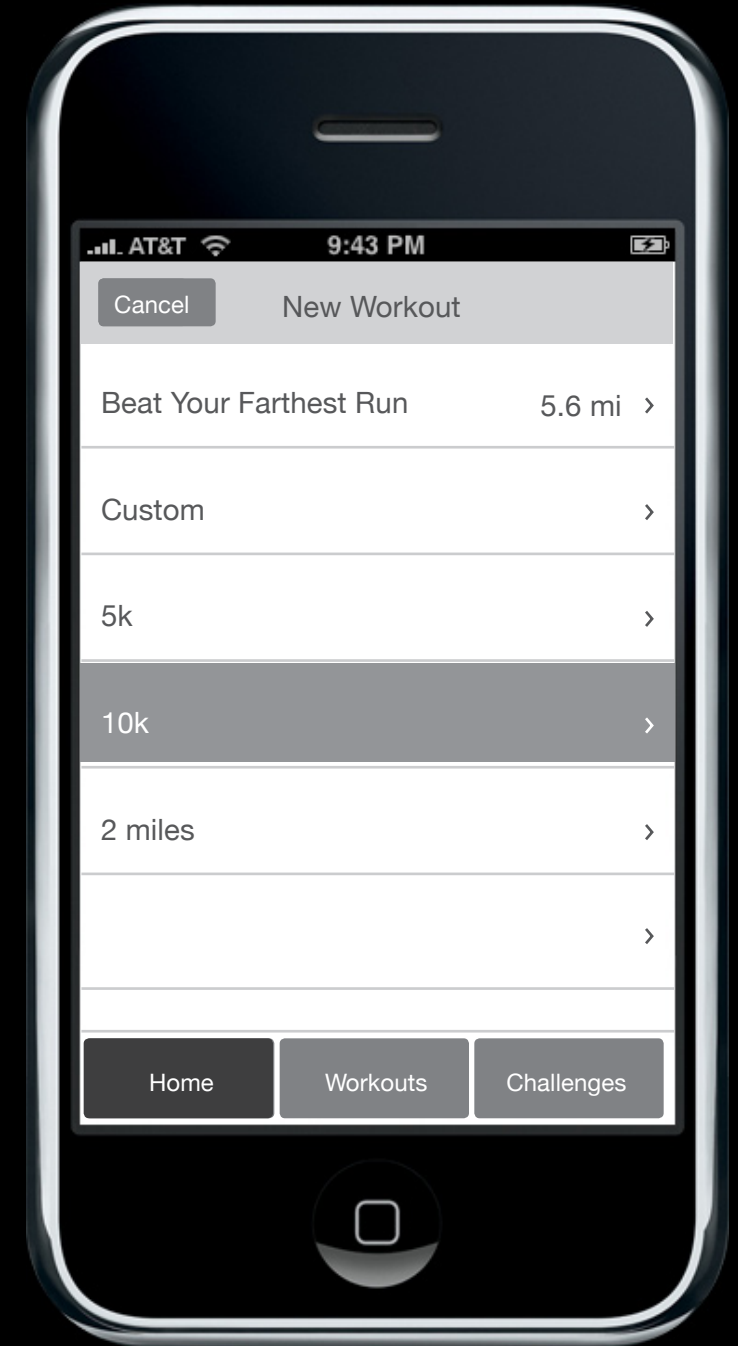 AT&T 9:43 PM
Cancel New Workout
Beat Your Farthest Run 5.6 mi ›
Custom ›
5k ›
10k ›
2 miles ›
›
Home Workouts Challenges